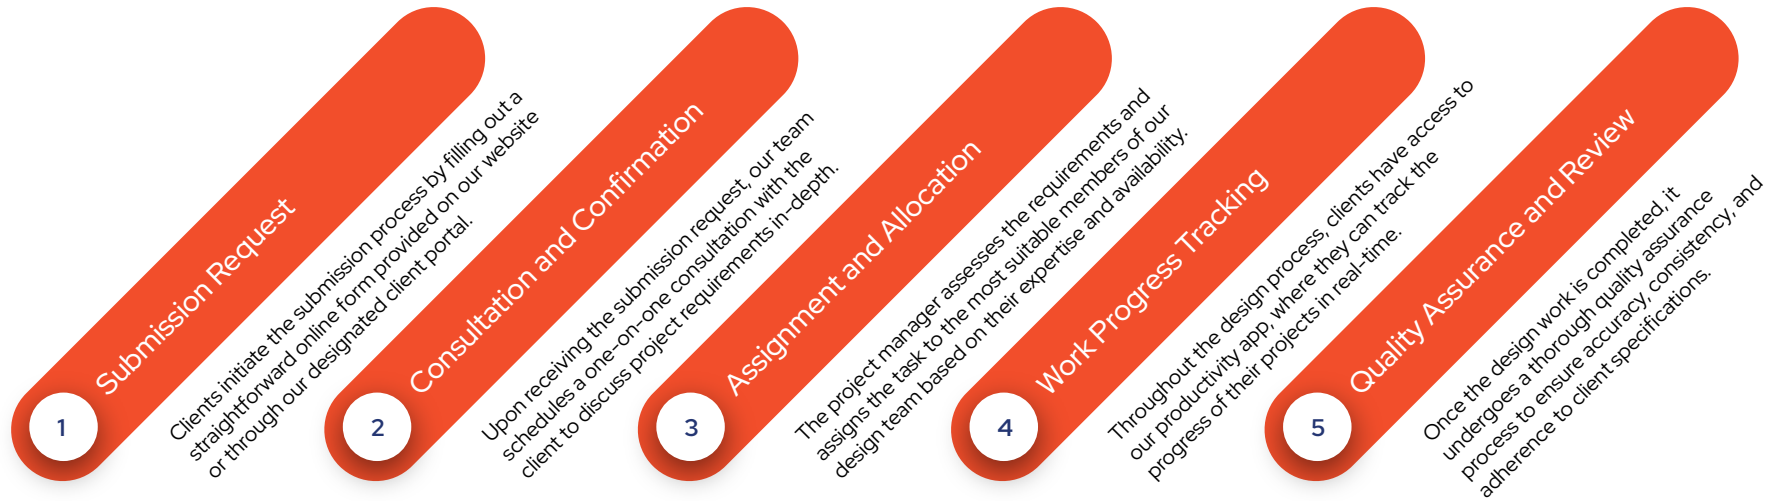 1
Submission Request
Clients initiate the submission process by filling out a
straightforward online form provided on our website
or through our designated client portal.
2
Consultation and Confirmation
Upon receiving the submission request, our team
schedules a one-on-one consultation with the
client to discuss project requirements in-depth.
3
Assignment and Allocation
The project manager assesses the requirements and
assigns the task to the most suitable members of our
design team based on their expertise and availability.
4
Work Progress Tracking
Throughout the design process, clients have access to
our productivity app, where they can track the
progress of their projects in real-time.
5
Quality Assurance and Review
Once the design work is completed, it
undergoes a thorough quality assurance
process to ensure accuracy, consistency, and
adherence to client specifications.